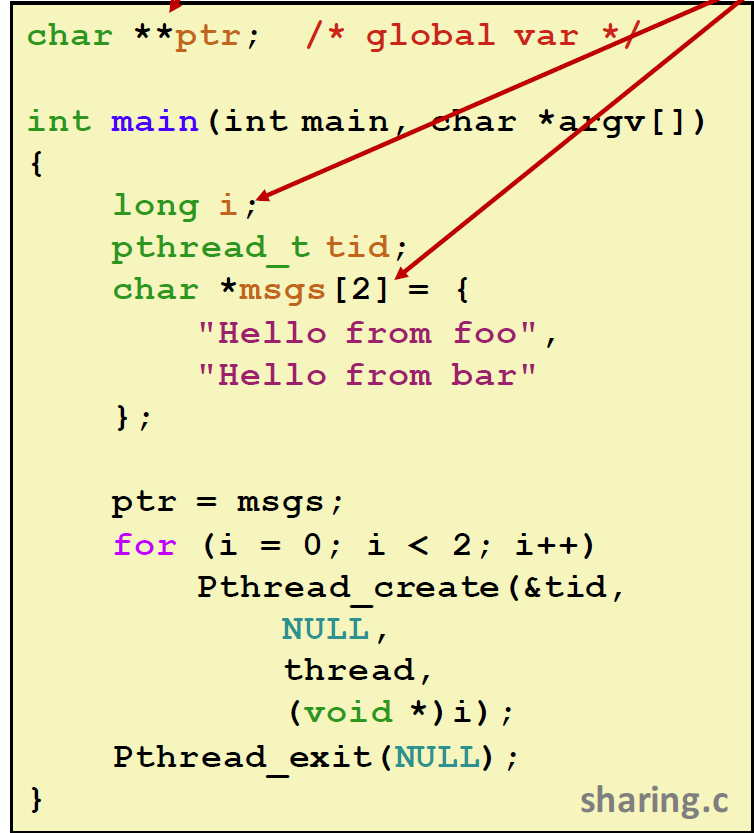 char **ptr;  /* global var */
int main(int main, char *argv[])
{
    long i;
    pthread_t tid;
    char *msgs[2] = {
        "Hello from foo",
        "Hello from bar"
    };
    ptr = msgs;
    for (i = 0; i < 2; i++)
        Pthread_create(&tid,
            NULL,
            thread,
            (void *)i);
    Pthread_exit(NULL);
}
sharing.c